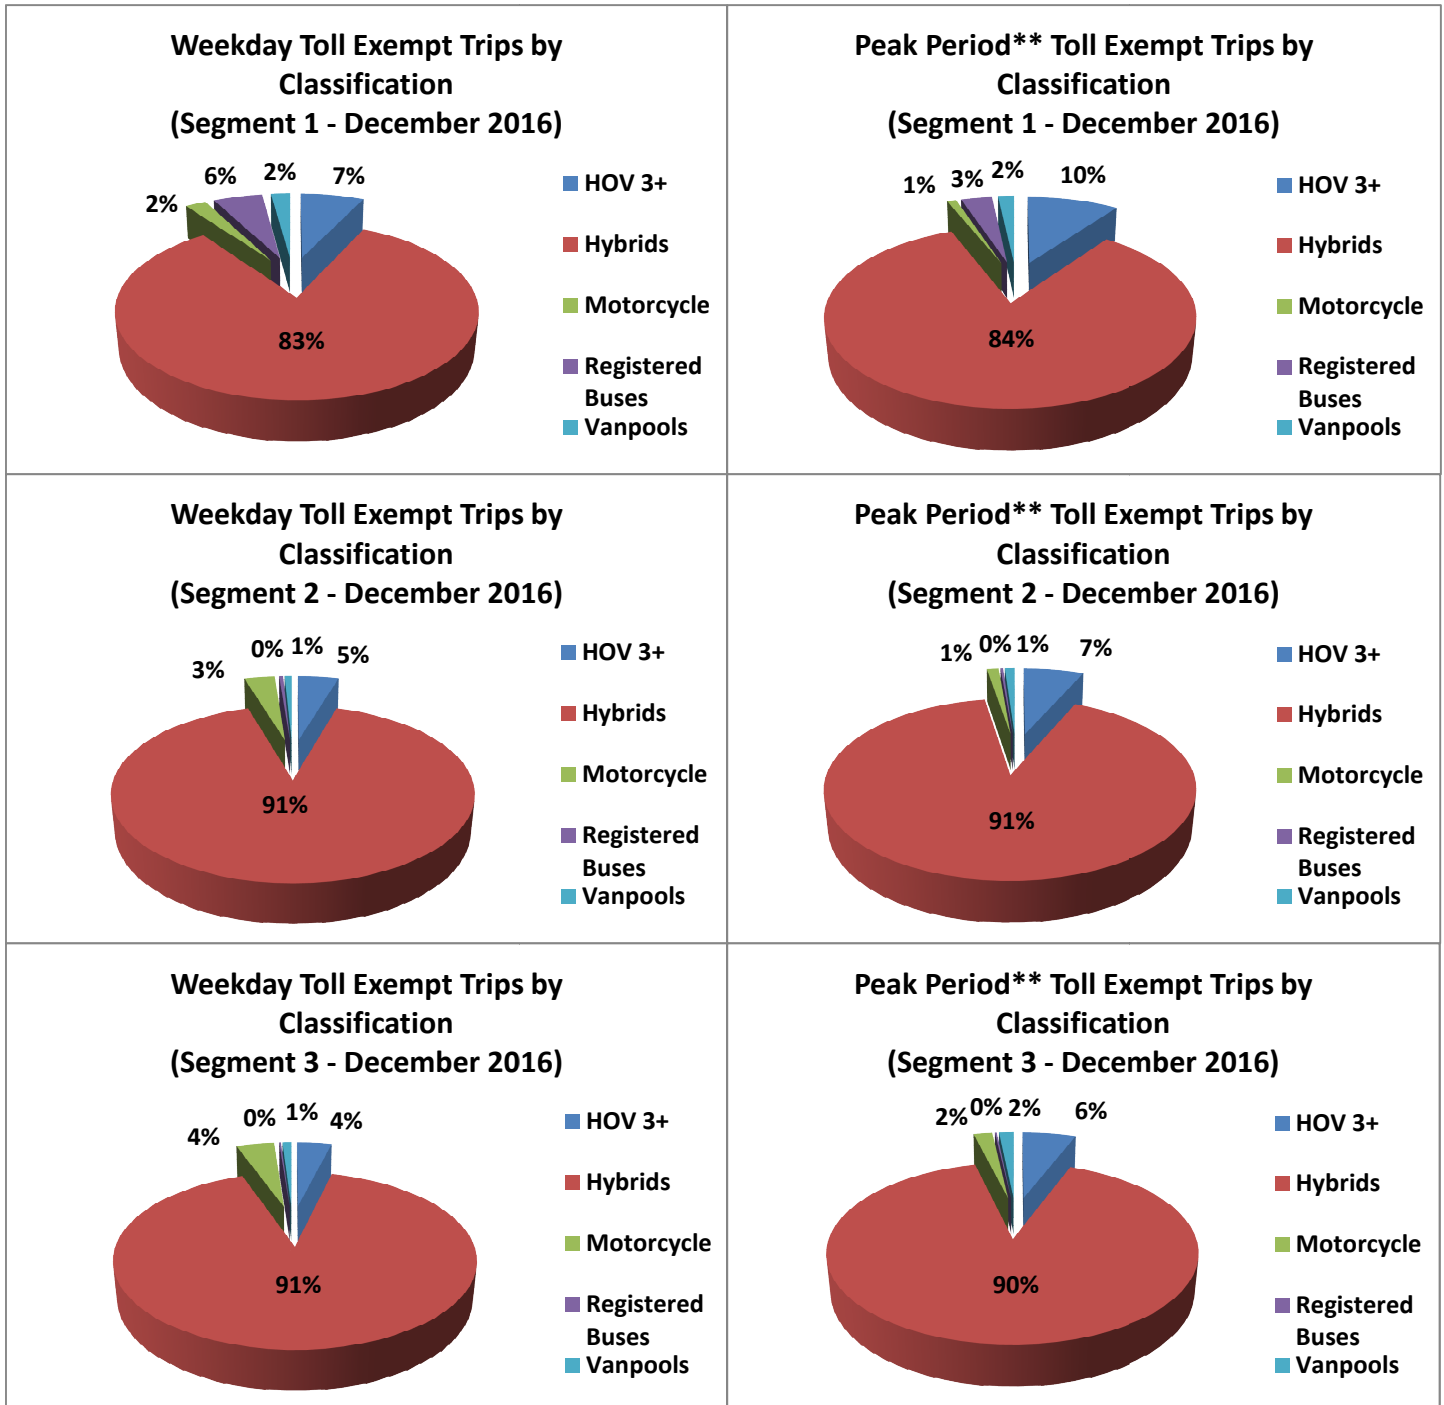 Weekday Toll Exempt Trips by
Classification
(Segment 1 - December 2016)
2%
6%
2%
7%
83%
HOV 3+
Hybrids
Motorcycle
Registered
Buses
Vanpools
Peak Period** Toll Exempt Trips by
Classification
(Segment 1 - December 2016)
1%
3%
2%
10%
84%
HOV 3+
Hybrids
Motorcycle
Registered
Buses
Vanpools
Weekday Toll Exempt Trips by
Classification
(Segment 2 - December 2016)
3%
0%
1%
5%
91%
HOV 3+
Hybrids
Motorcycle
Registered
Buses
Vanpools
Peak Period** Toll Exempt Trips by
Classification
(Segment 2 - December 2016)
1%
0%
1%
7%
91%
HOV 3+
Hybrids
Motorcycle
Registered
Buses
Vanpools
Weekday Toll Exempt Trips by
Classification
(Segment 3 - December 2016)
4%
0%
1%
4%
91%
HOV 3+
Hybrids
Motorcycle
Registered
Buses
Vanpools
Peak Period** Toll Exempt Trips by
Classification
(Segment 3 - December 2016)
2%
0%
2%
6%
90%
HOV 3+
Hybrids
Motorcycle
Registered
Buses
Vanpools